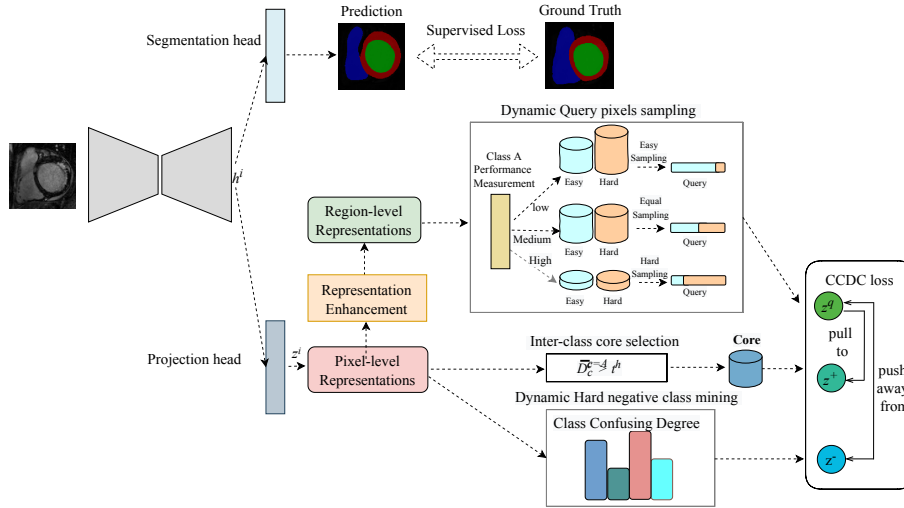 Prediction
Ground Truth
Segmentation head
Supervised Loss
h^i
Dynamic Query pixels sampling
Class A
Performance
Measurement
low
Medium
High
Easy
Hard
Easy
Sampling
Query
Easy
Hard
Equal
Sampling
Query
Easy
Hard
Hard
Sampling
Query
Region-level
Representations
Representation
Enhancement
Projection head
z^i
Pixel-level
Representations
Inter-class core selection
Core
Dynamic Hard negative class mining
Class Confusing Degree
CCDC loss
z^q
pull
to
z^+
push
away
from
z^-